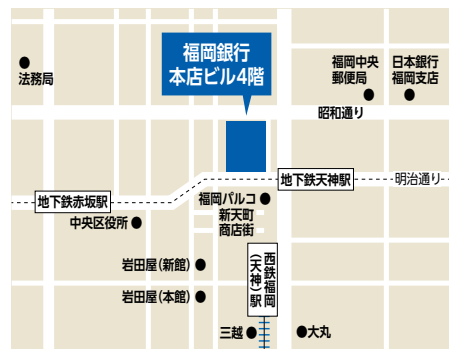 福岡銀行
本店ビル4階
法務局
福岡中央
郵便局
日本銀行
福岡支店
昭和通り
地下鉄天神駅
明治通り
地下鉄赤坂駅
福岡パルコ
新天町
商店街
中央区役所
西鉄福岡
(天神)駅
岩田屋(新館)
岩田屋(本館)
三越
大丸